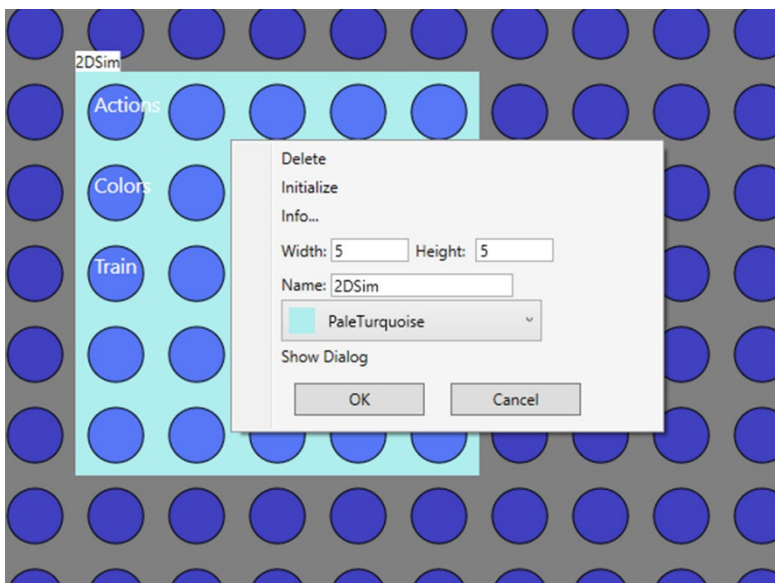 2DSim
Actions
Colors
Train
Delete
Initialize
Info...
Width: 5 Height: 5
Name: 2DSim
PaleTurquoise
Show Dialog
OK Cancel